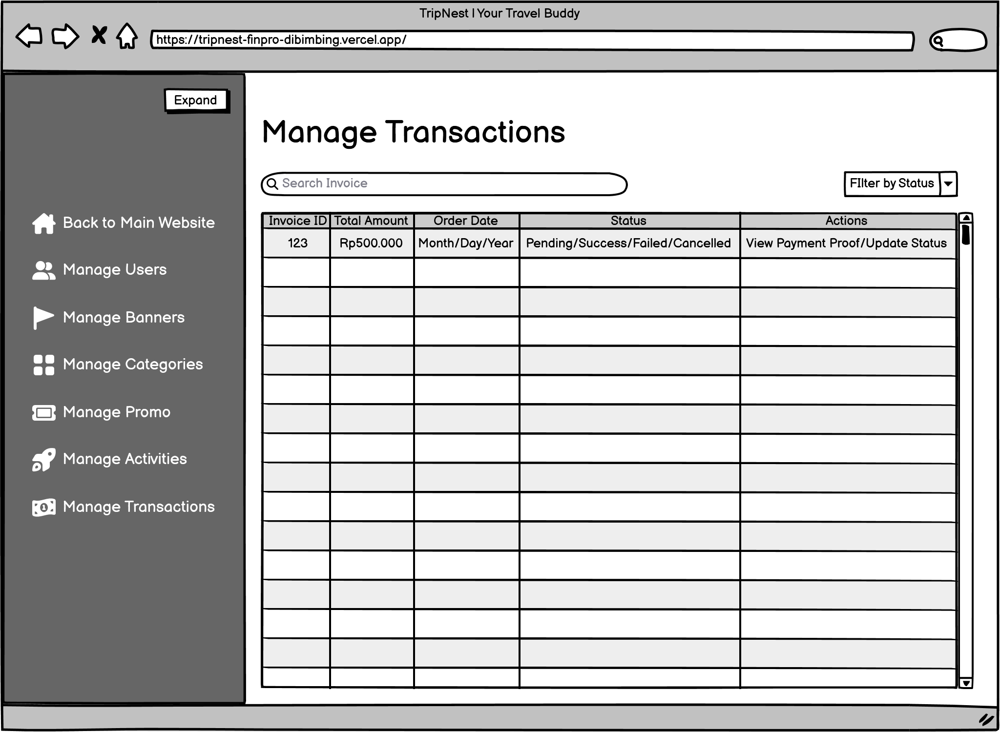 TripNest | Your Travel Buddy
https://tripnest-finpro-dibimbing.vercel.app/
Expand
Back to Main Website
Manage Users
Manage Banners
Manage Categories
Manage Promo
Manage Activities
1
Manage Transactions
Manage Transactions
Search Invoice
FIlter by Status
Invoice ID Total Amount Order Date Status Actions
123 Rp500.000 Month/Day/Year Pending/Success/Failed/Cancelled View Payment Proof/Update Status